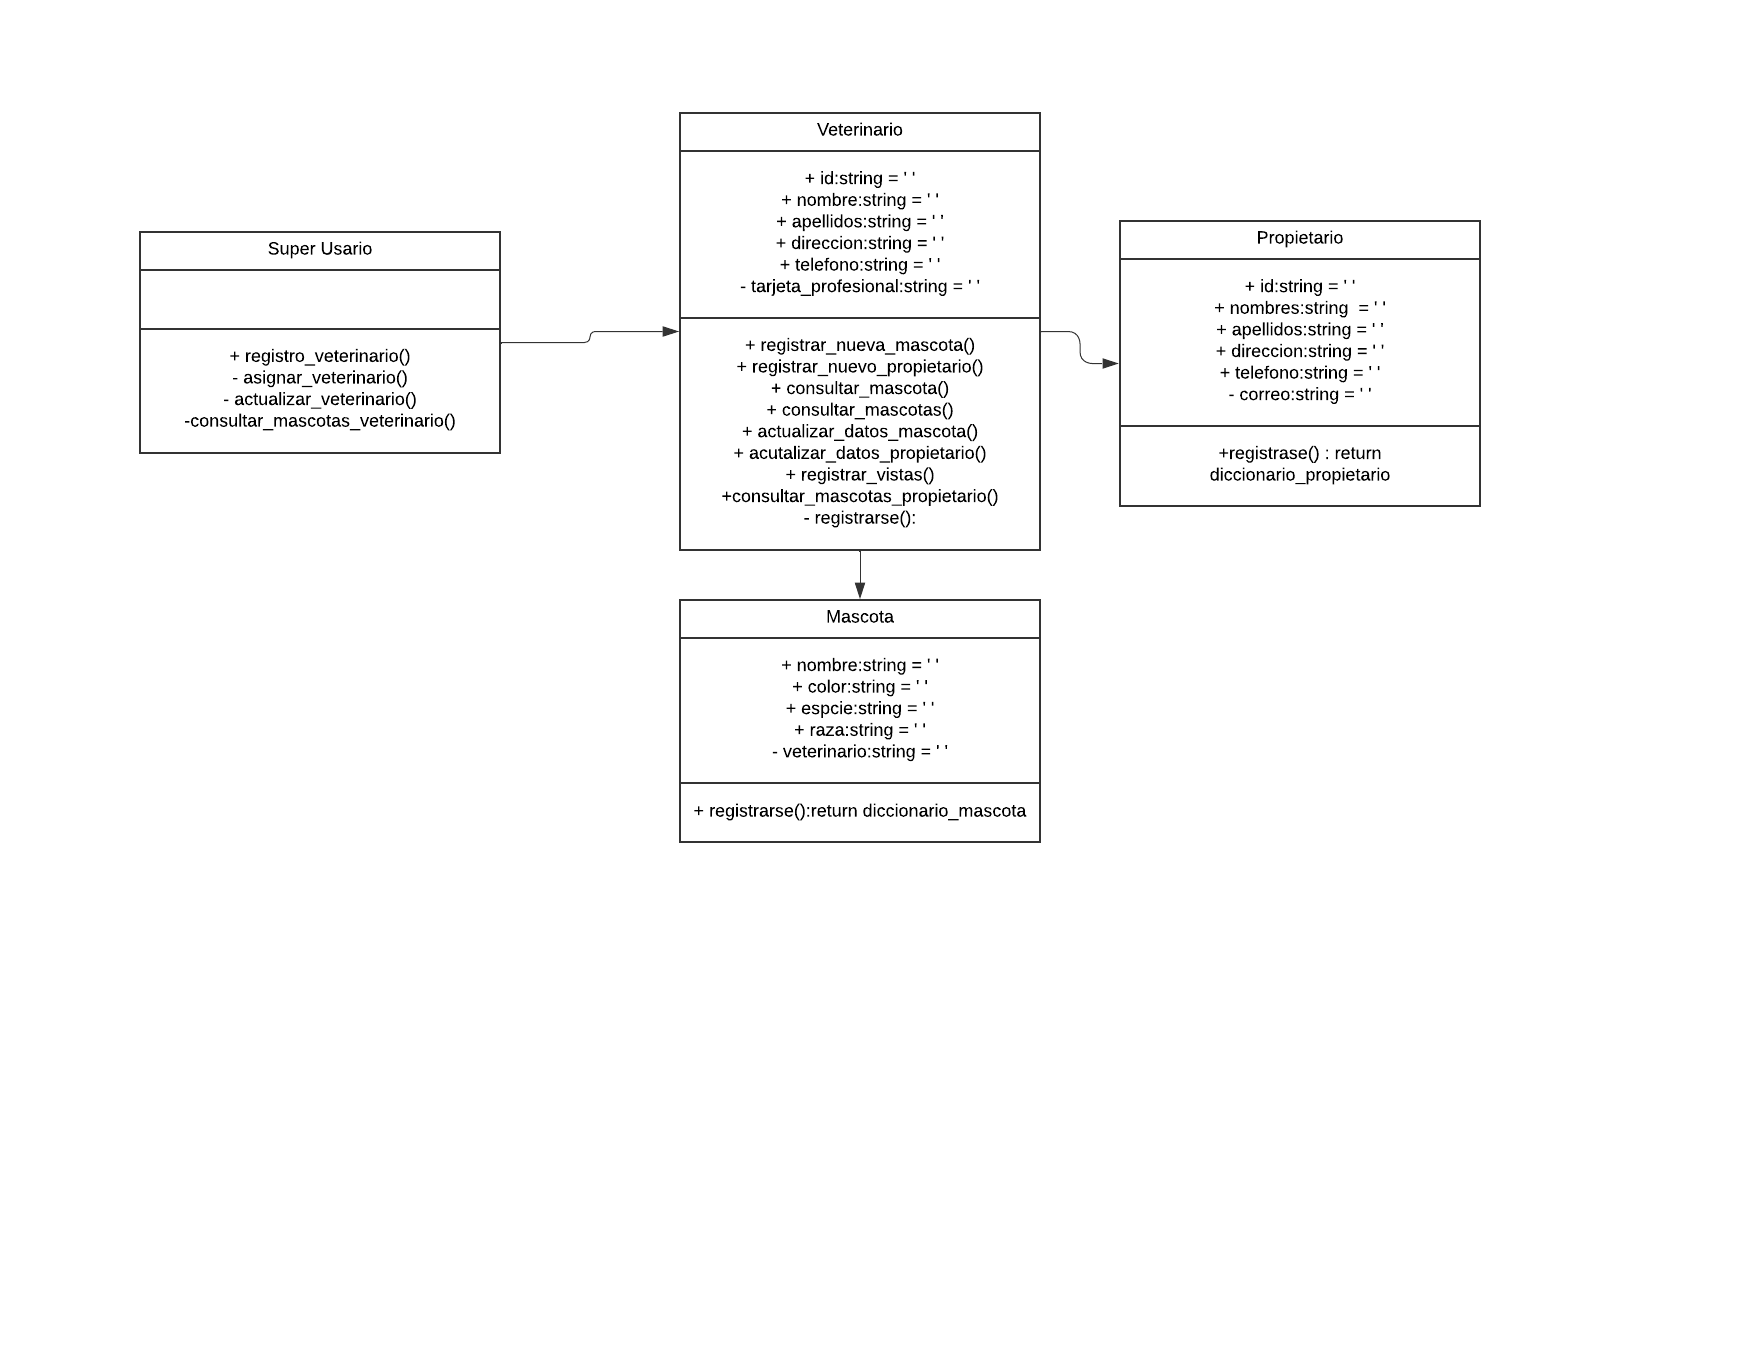 Super Usario
+ registro_veterinario()
- asignar_veterinario()
- actualizar_veterinario()
-consultar_mascotas_veterinario()
Veterinario
+ id:string = ' '
+ nombre:string = ' '
+ apellidos:string = ' '
+ direccion:string = ' '
+ telefono:string = ' '
- tarjeta_profesional:string = ' '
+ registrar_nueva_mascota()
+ registrar_nuevo_propietario()
+ consultar_mascota()
+ consultar_mascotas()
+ actualizar_datos_mascota()
+ acutalizar_datos_propietario()
+ registrar_vistas()
+consultar_mascotas_propietario()
- registrarse():
Propietario
+ id:string = ' '
+ nombres:string  = ' '
+ apellidos:string = ' '
+ direccion:string = ' '
+ telefono:string = ' '
- correo:string = ' '
+registrase() : return
diccionario_propietario
Mascota
+ nombre:string = ' '
+ color:string = ' '
+ espcie:string = ' '
+ raza:string = ' '
- veterinario:string = ' '
+ registrarse():return diccionario_mascota